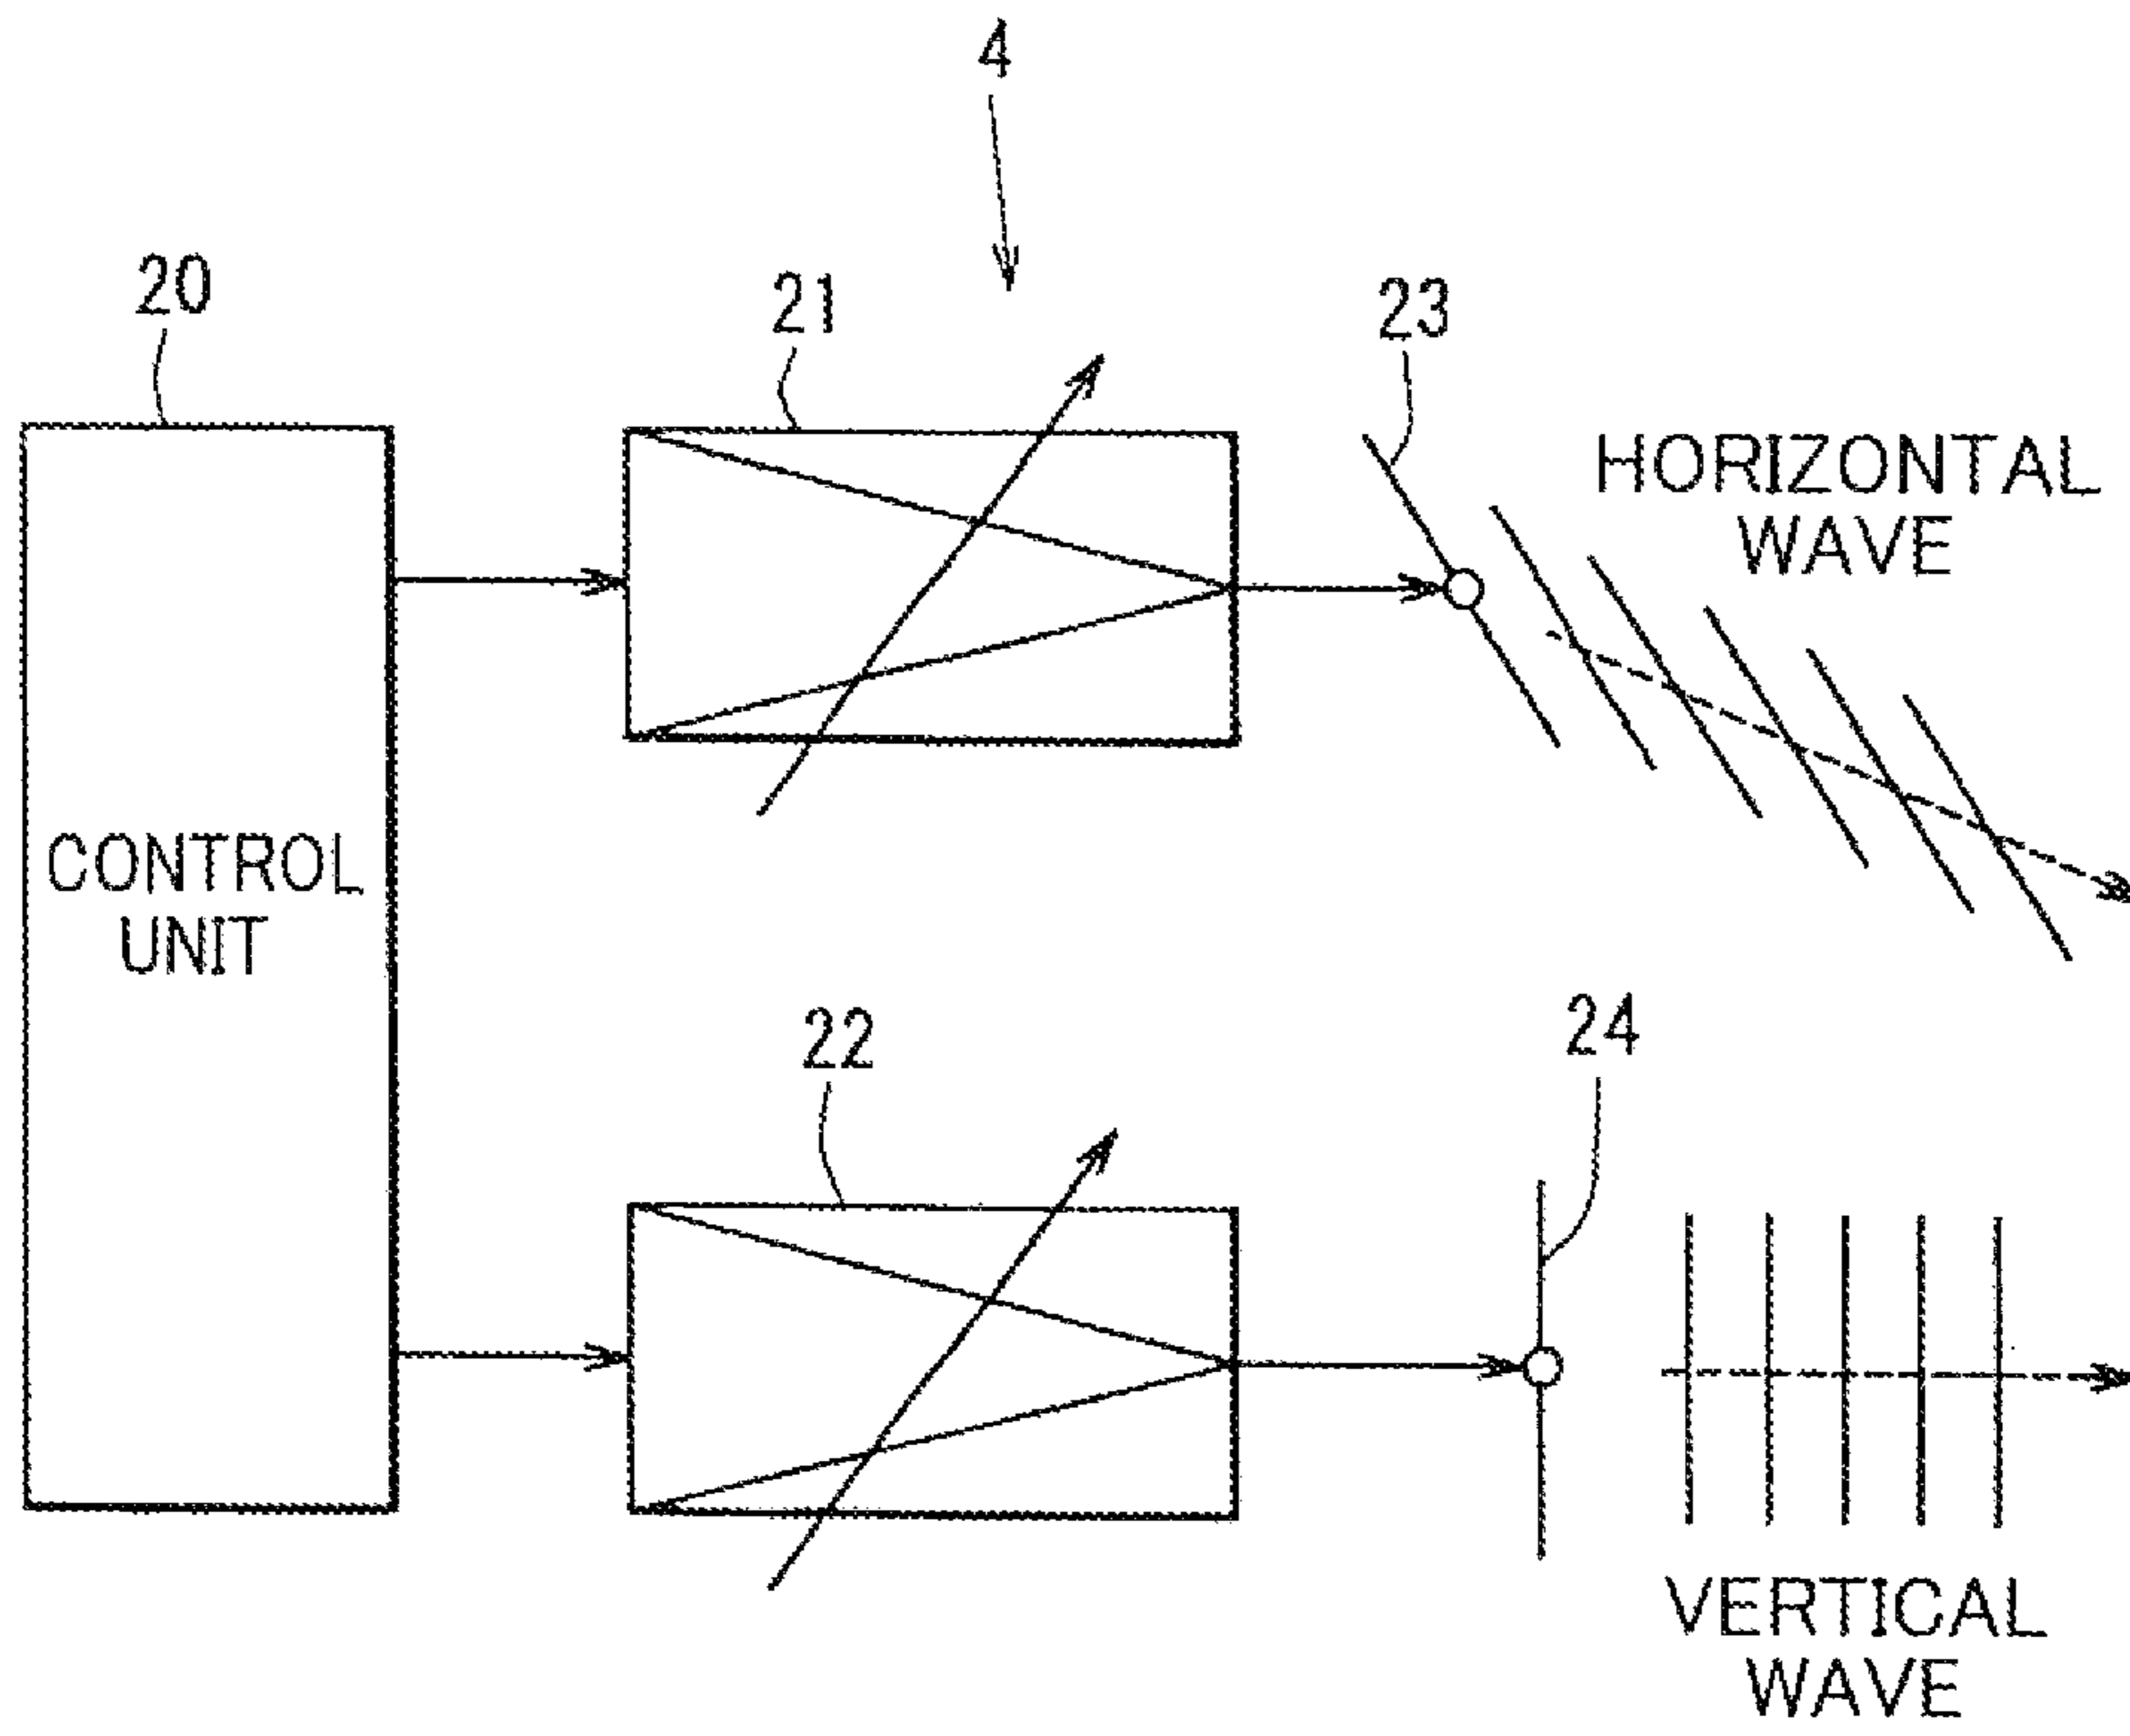 4
20
21
23
HORIZONTAL
WAVE
CONTROL
UNIT
22
24
VERTICAL
WAVE